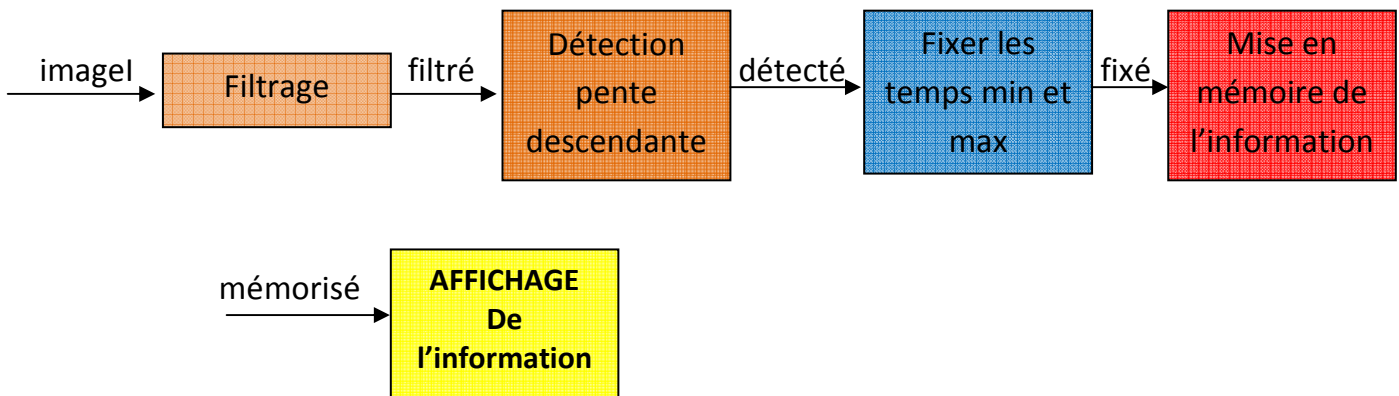 imageI
Filtrage
filtré
Détection
pente
descendante
détecté
Fixer les
temps min et
max
fixé
Mise en
mémoire de
l’information
mémorisé
AFFICHAGE
De
l’information